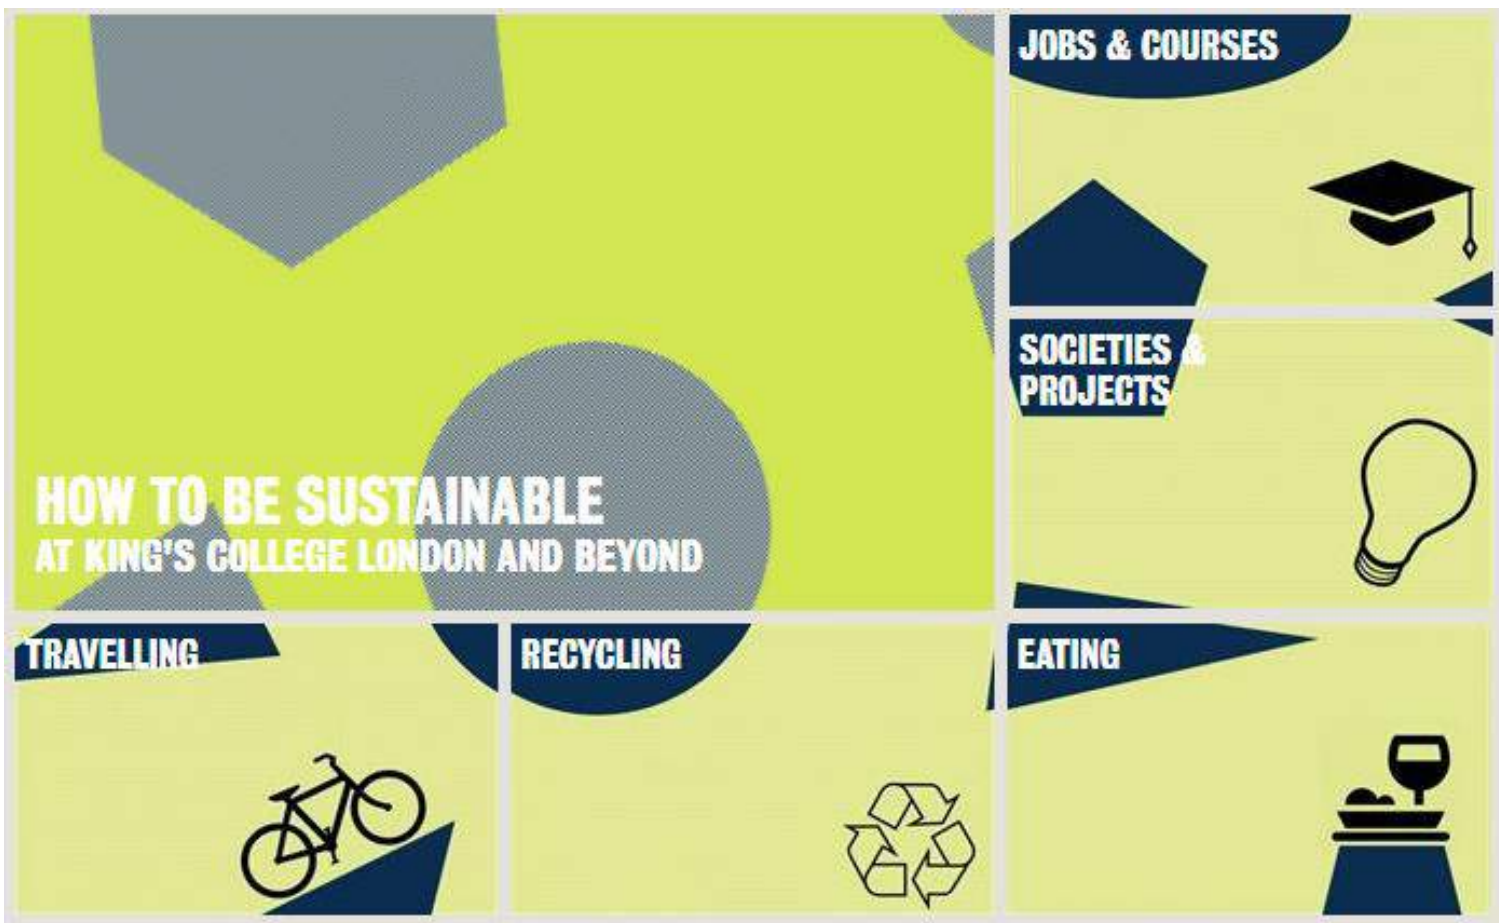 HOW TO BE SUSTAINABLE
AT KING'S COLLEGE LONDON AND BEYOND
JOBS & COURSES
SOCIETIES &
PROJECTS
TRAVELLING
RECYCLING
EATING